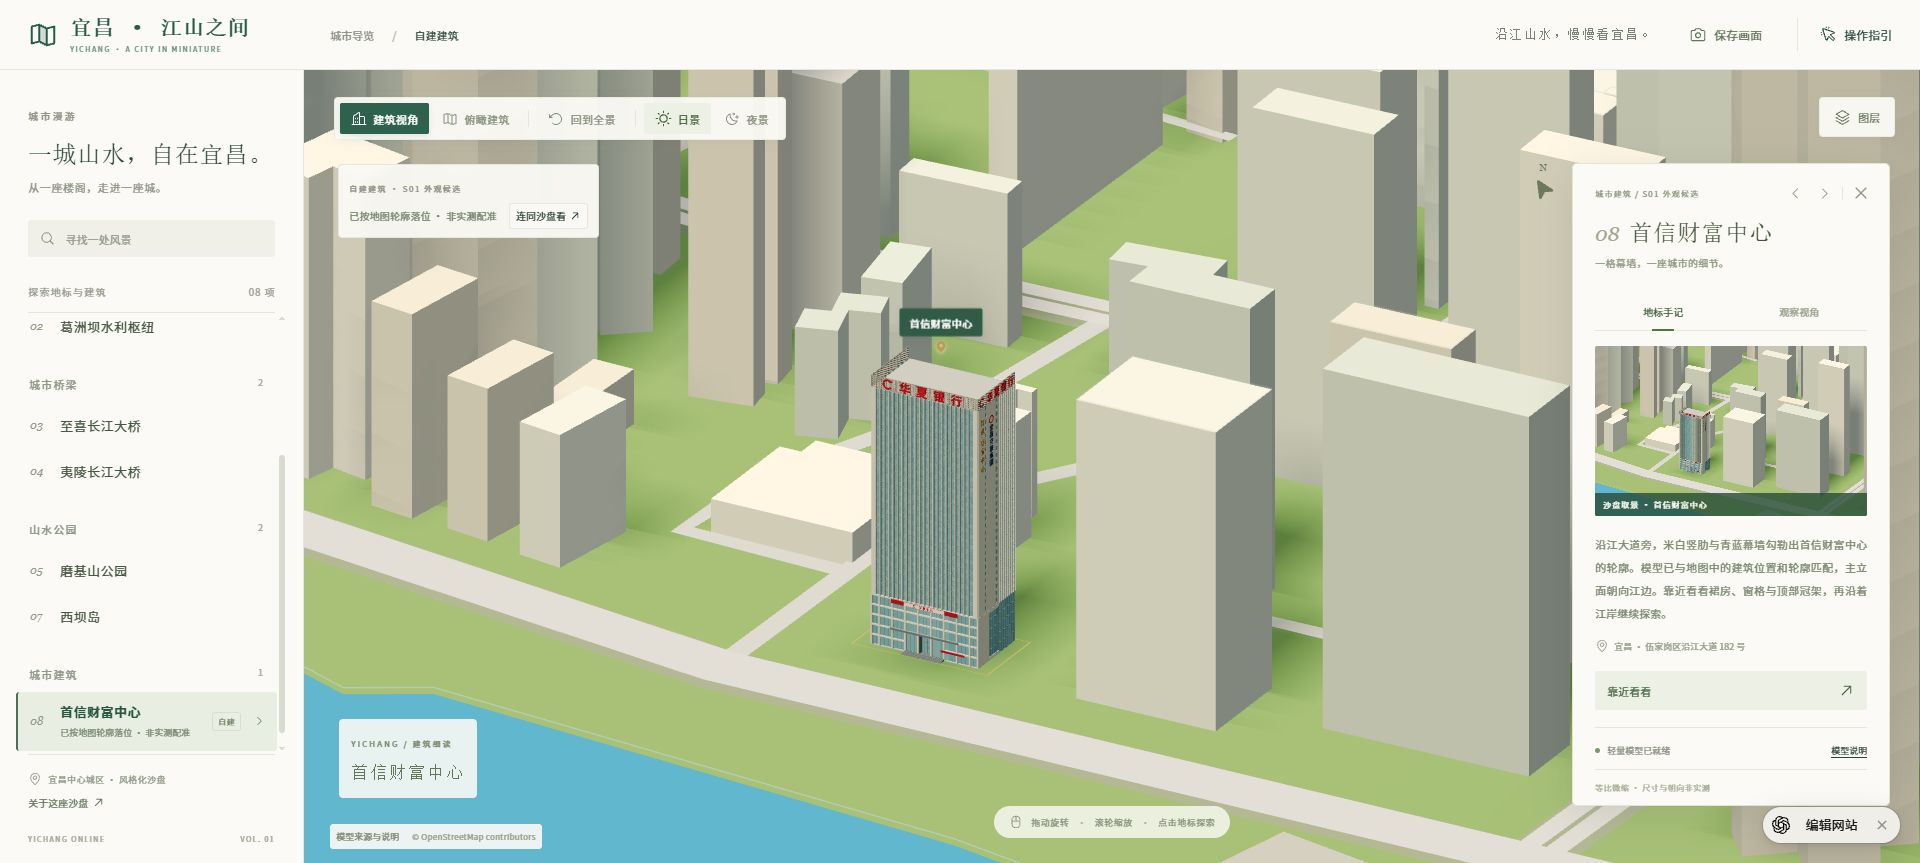 宜昌 · 江山之间
YICHANG · A CITY IN MINIATURE
城市导览 / 自建建筑
沿江山水，慢慢看宜昌。
保存画面
操作指引
城市漫游
一城山水，自在宜昌。
从一座楼阁，走进一座城。
寻找一处风景
探索地标与建筑 08 项
02 葛洲坝水利枢纽
城市桥梁 2
03 至喜长江大桥
04 夷陵长江大桥
山水公园 2
05 磨基山公园
07 西坝岛
城市建筑 1
08 首信财富中心
已按地图轮廓落位 · 非实测配准
自建
宜昌中心城区 · 风格化沙盘
关于这座沙盘
YICHANG ONLINE VOL. 01
建筑视角
俯瞰建筑
回到全景
日景
夜景
自建建筑 · S01 外观候选
已按地图轮廓落位 · 非实测配准
连同沙盘看
首信财富中心
华夏银行
YICHANG / 建筑细读
首信财富中心
模型来源与说明 © OpenStreetMap contributors
拖动旋转 · 滚轮缩放 · 点击地标探索
图层
N
城市建筑 / S01 外观候选
08 首信财富中心
一格幕墙，一座城市的细节。
地标手记
观察视角
沙盘取景 · 首信财富中心
沿江大道旁，米白竖肋与青蓝幕墙勾勒出首信财富中心
的轮廓。模型已与地图中的建筑位置和轮廓匹配，主立
面朝向江边。靠近看看裙房、窗格与顶部冠架，再沿着
江岸继续探索。
宜昌 · 伍家岗区沿江大道 182 号
靠近看看
轻量模型已就绪
模型说明
等比微缩 · 尺寸与朝向非实测
编辑网站